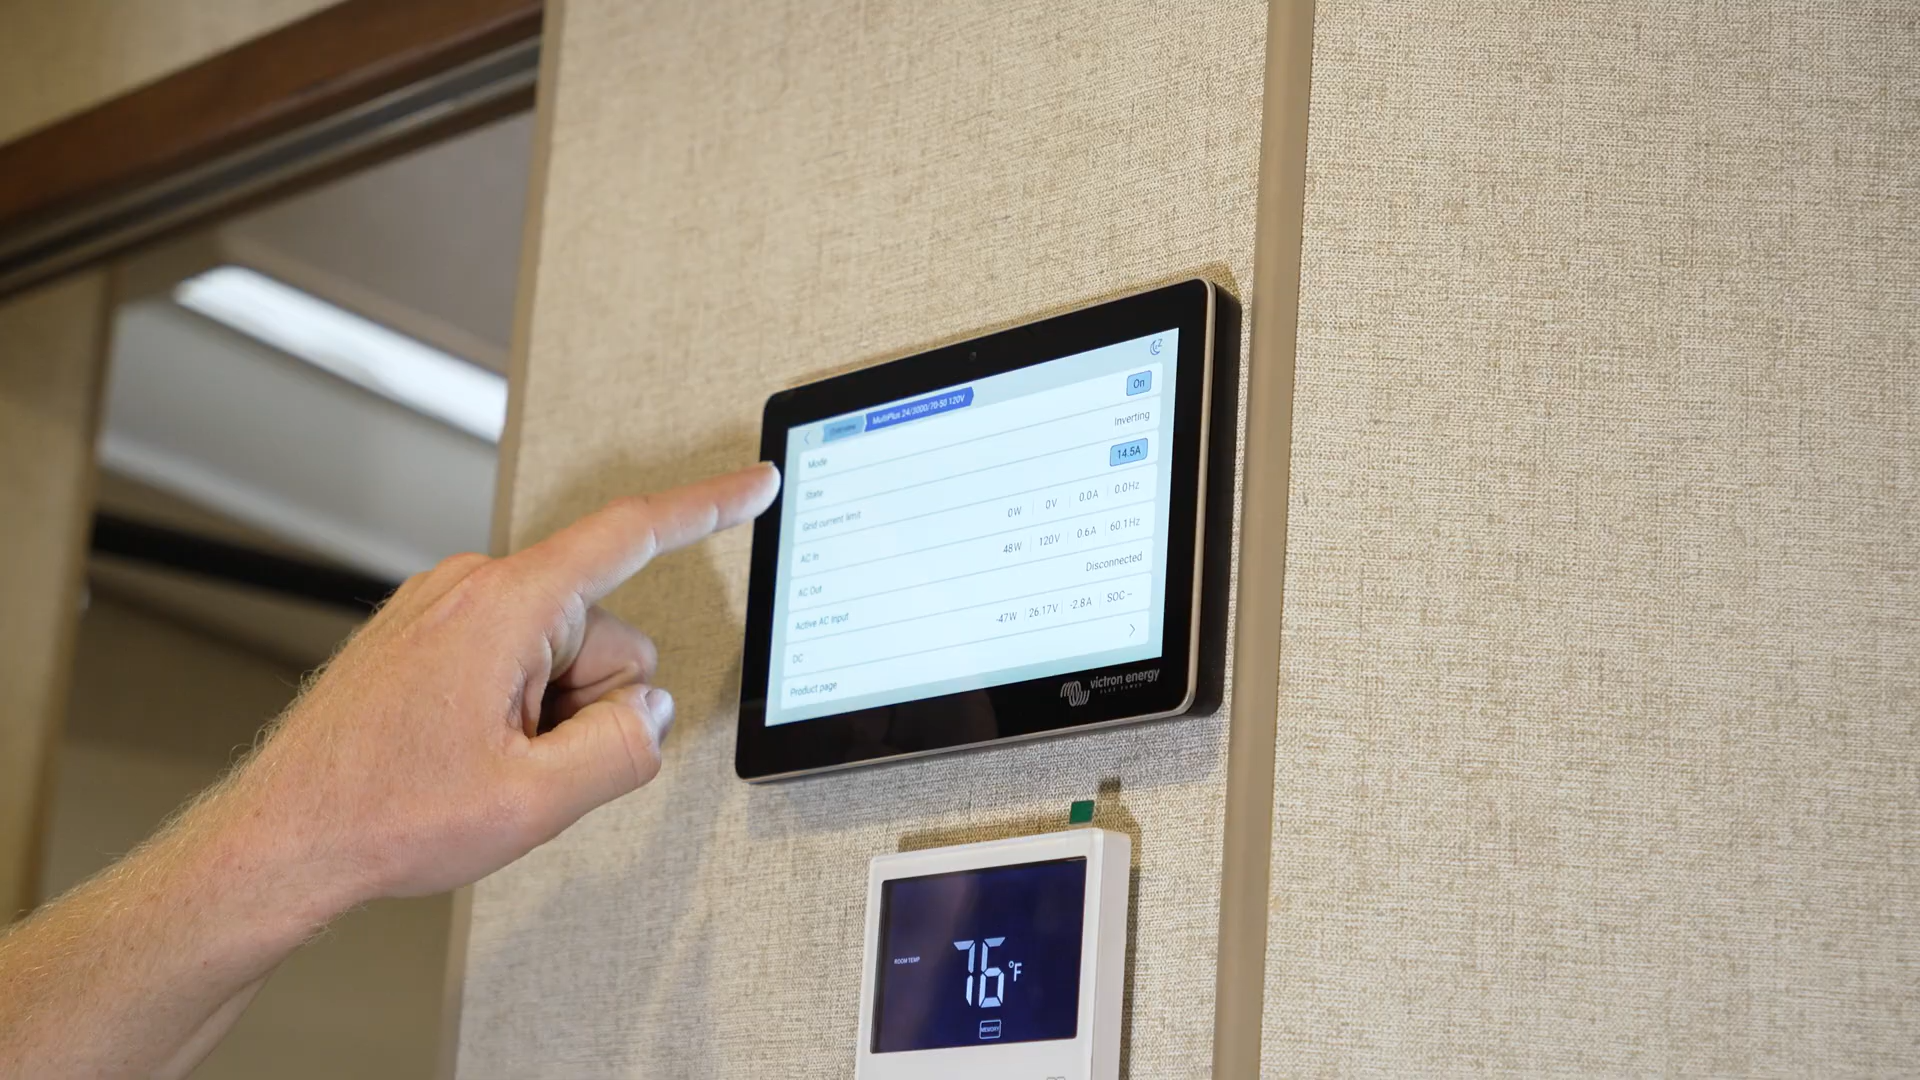 Overview MultiPlus 24/3000/70-50 120V
Mode On
State Inverting
Grid current limit 14.5A
AC In 0W 0V 0.0A 0.0Hz
AC Out 48W 120V 0.6A 60.1Hz
Active AC Input Disconnected
DC -47W 26.17V -2.8A SOC --
Product page
victron energy
BLUE POWER
ROOM TEMP
76 °F
MEMORY